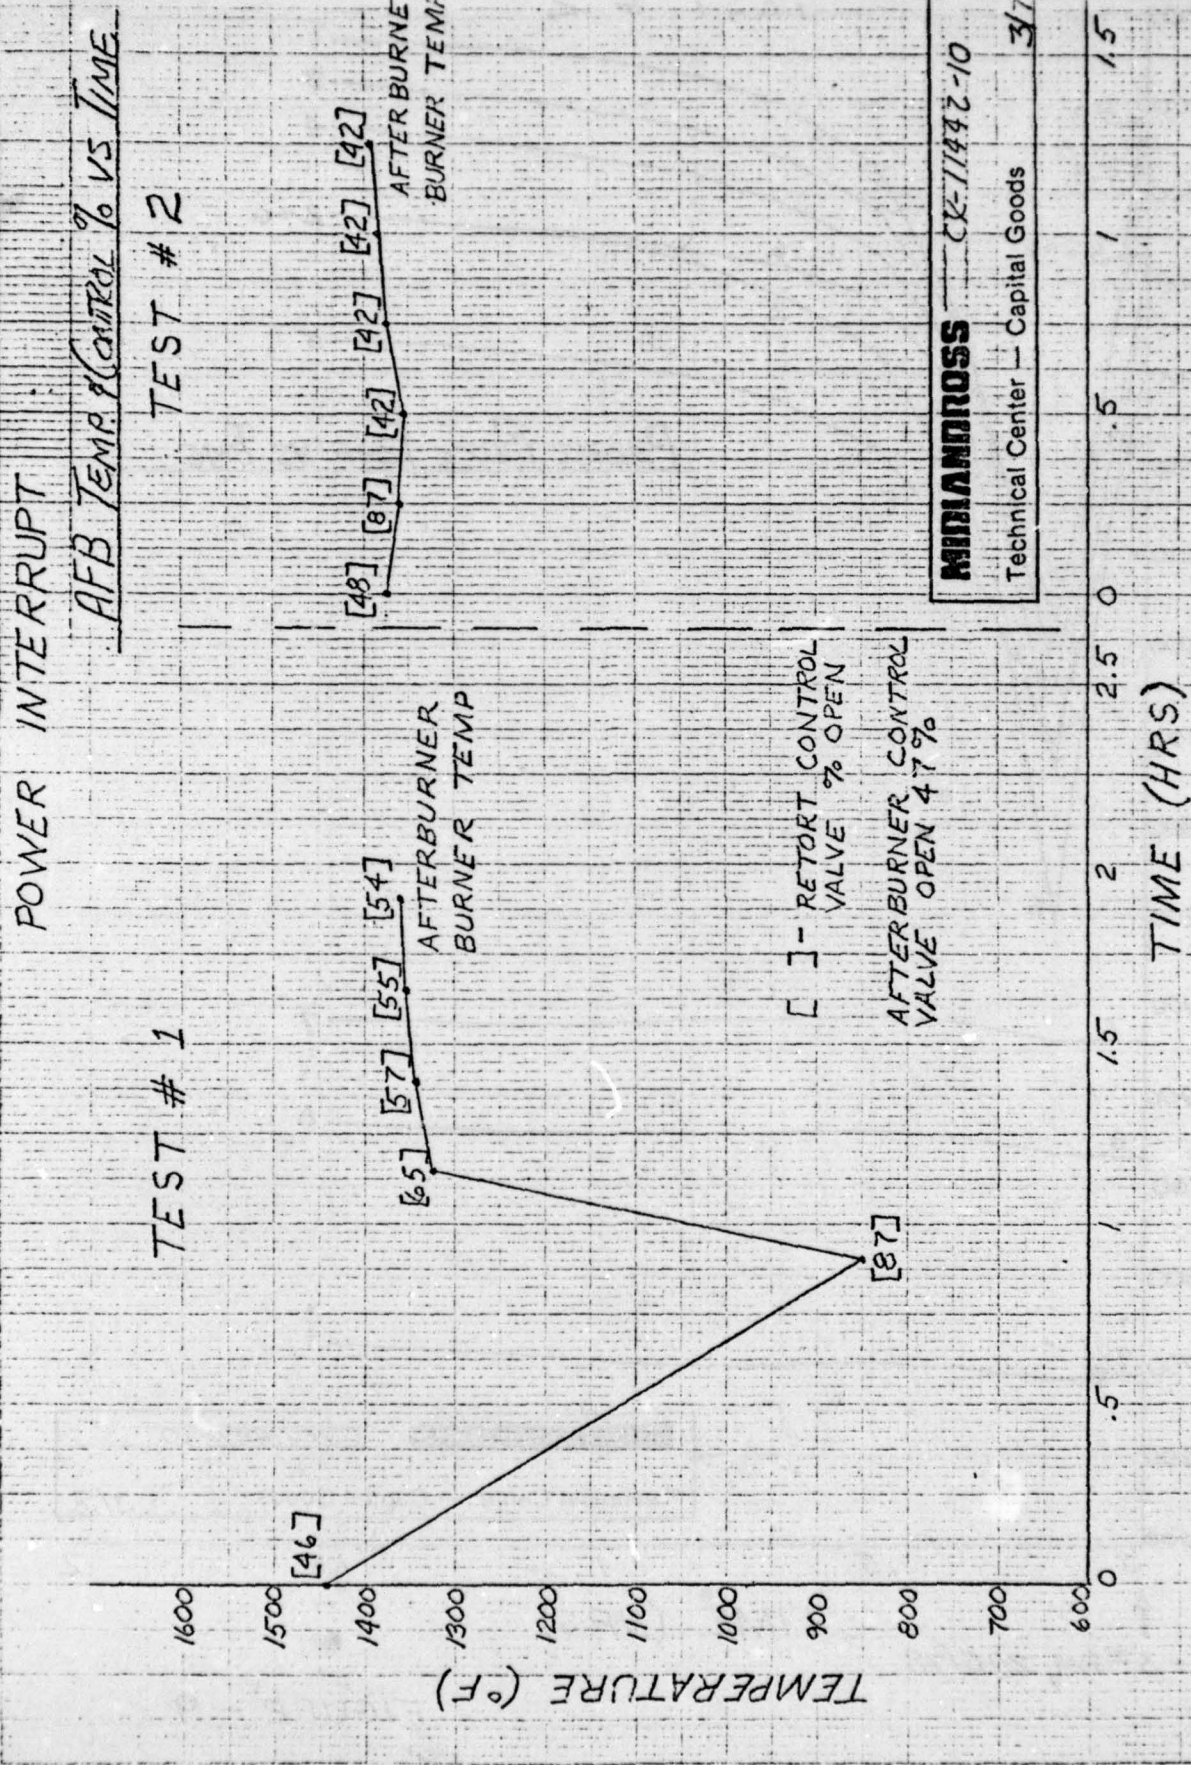 POWER INTERRUPT
AFB TEMP. & CONTROL % VS TIME
TEST # 1
TEST # 2
[46]
[87]
[65]
[57]
[55]
[54]
AFTERBURNER
BURNER TEMP
[48]
[87]
[42]
[42]
[42]
[42]
AFTERBURNE
BURNER TEM
[ ] - RETORT CONTROL
VALVE % OPEN
AFTERBURNER CONTROL
VALVE OPEN 47%
MIDLANDROSS CK-11442-10
Technical Center — Capital Goods 3/7
TEMPERATURE (°F)
1600
1500
1400
1300
1200
1100
1000
900
800
700
600
0 .5 1 1.5 2 2.5 0 .5 1 1.5
TIME (HRS)